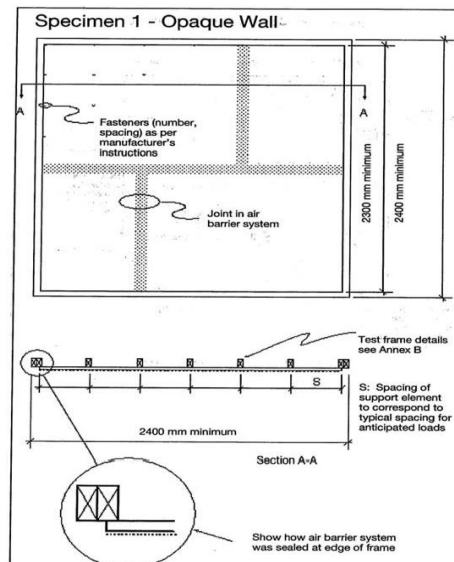 Specimen 1 - Opaque Wall
A
A
Fasteners (number,
spacing) as per
manufacturer's
instructions
Joint in air
barrier system
2300 mm minimum
2400 mm minimum
Test frame details
see Annex B
S
S: Spacing of
support element
to correspond to
typical spacing for
anticipated loads
2400 mm minimum
Section A-A
Show how air barrier system
was sealed at edge of frame